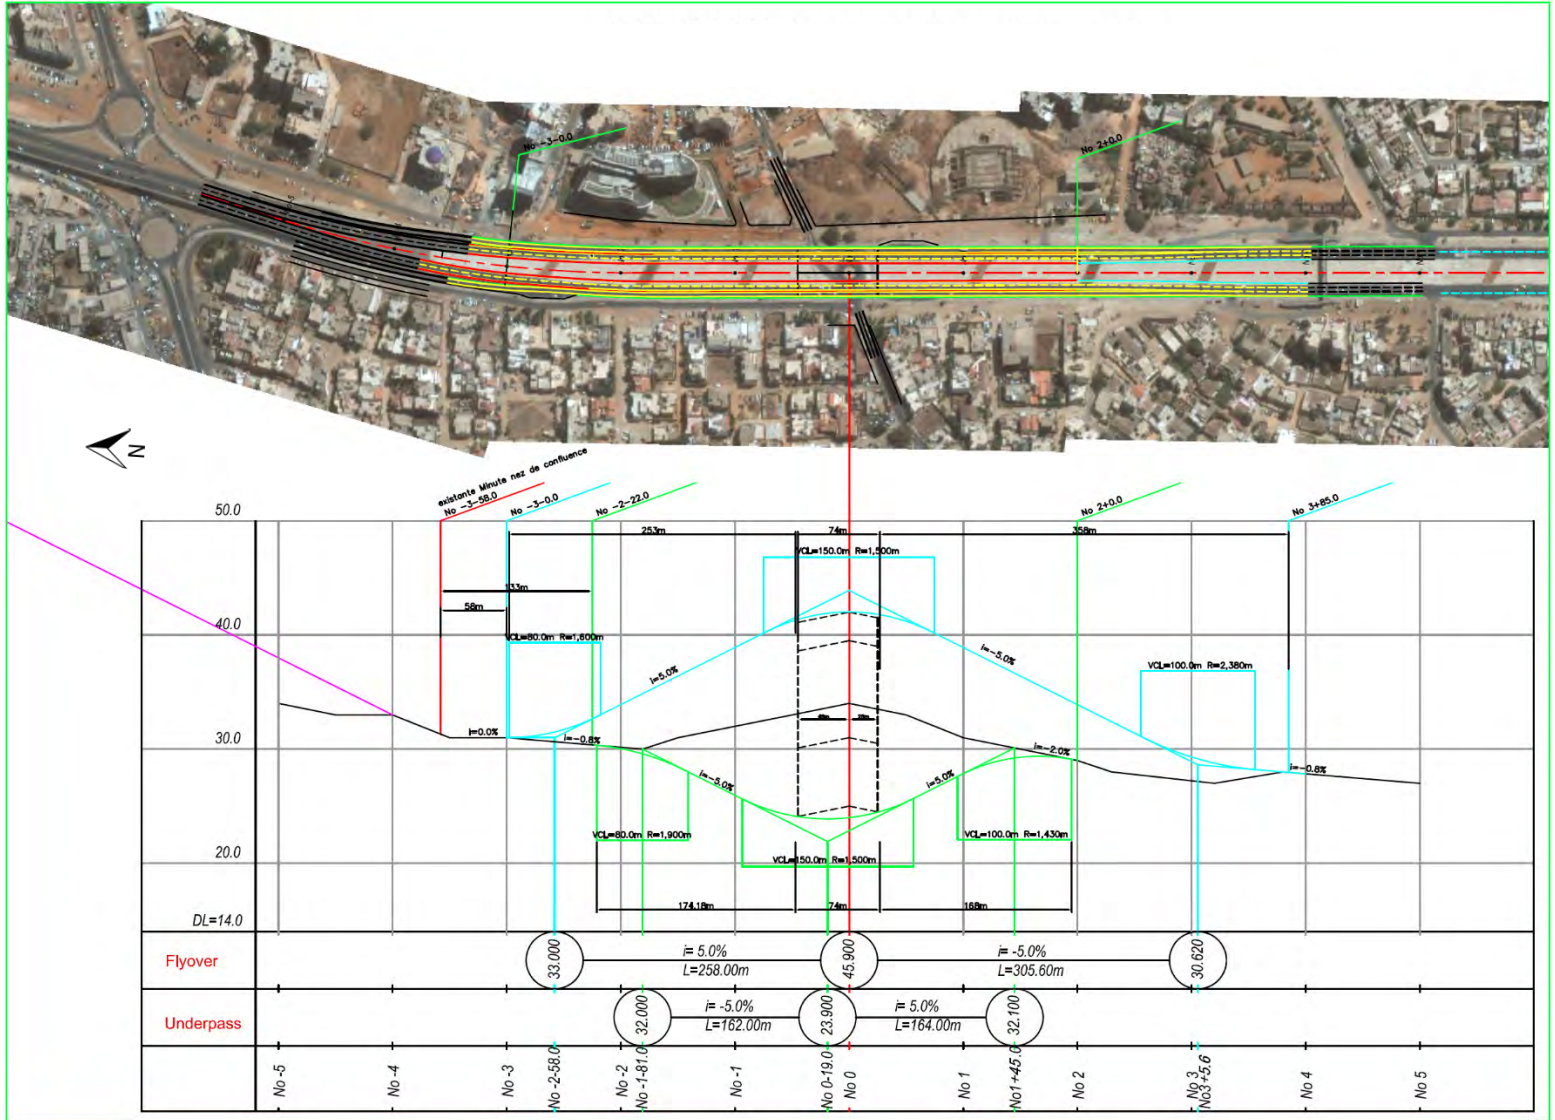 No -3-0.0
No 2+0.0
N
existante Minute nez de confluence
No -3-58.0
No -3-0.0
No -2-22.0
No 2+0.0
No 3+85.0
50.0
253m
74m
358m
VCL=150.0m R=1,500m
133m
58m
40.0
VCL=80.0m R=1,600m
i=5.0%
i=-5.0%
VCL=100.0m R=2,380m
30.0
i=0.0%
i=-0.8%
i=-2.0%
i=-0.8%
i=-5.0%
i=5.0%
VCL=80.0m R=1,900m
VCL=100.0m R=1,430m
20.0
VCL=150.0m R=1,500m
174.18m
74m
168m
DL=14.0
Flyover
33.000
i= 5.0%
L=258.00m
45.900
i= -5.0%
L=305.60m
30.620
Underpass
32.000
i= -5.0%
L=162.00m
23.900
i= 5.0%
L=164.00m
32.100
No -5
No -4
No -3
No -2-58.0
No -2
No -1-81.0
No -1
No 0-19.0
No 0
No 1
No1+45.0
No 2
No 3
No3+5.6
No 4
No 5